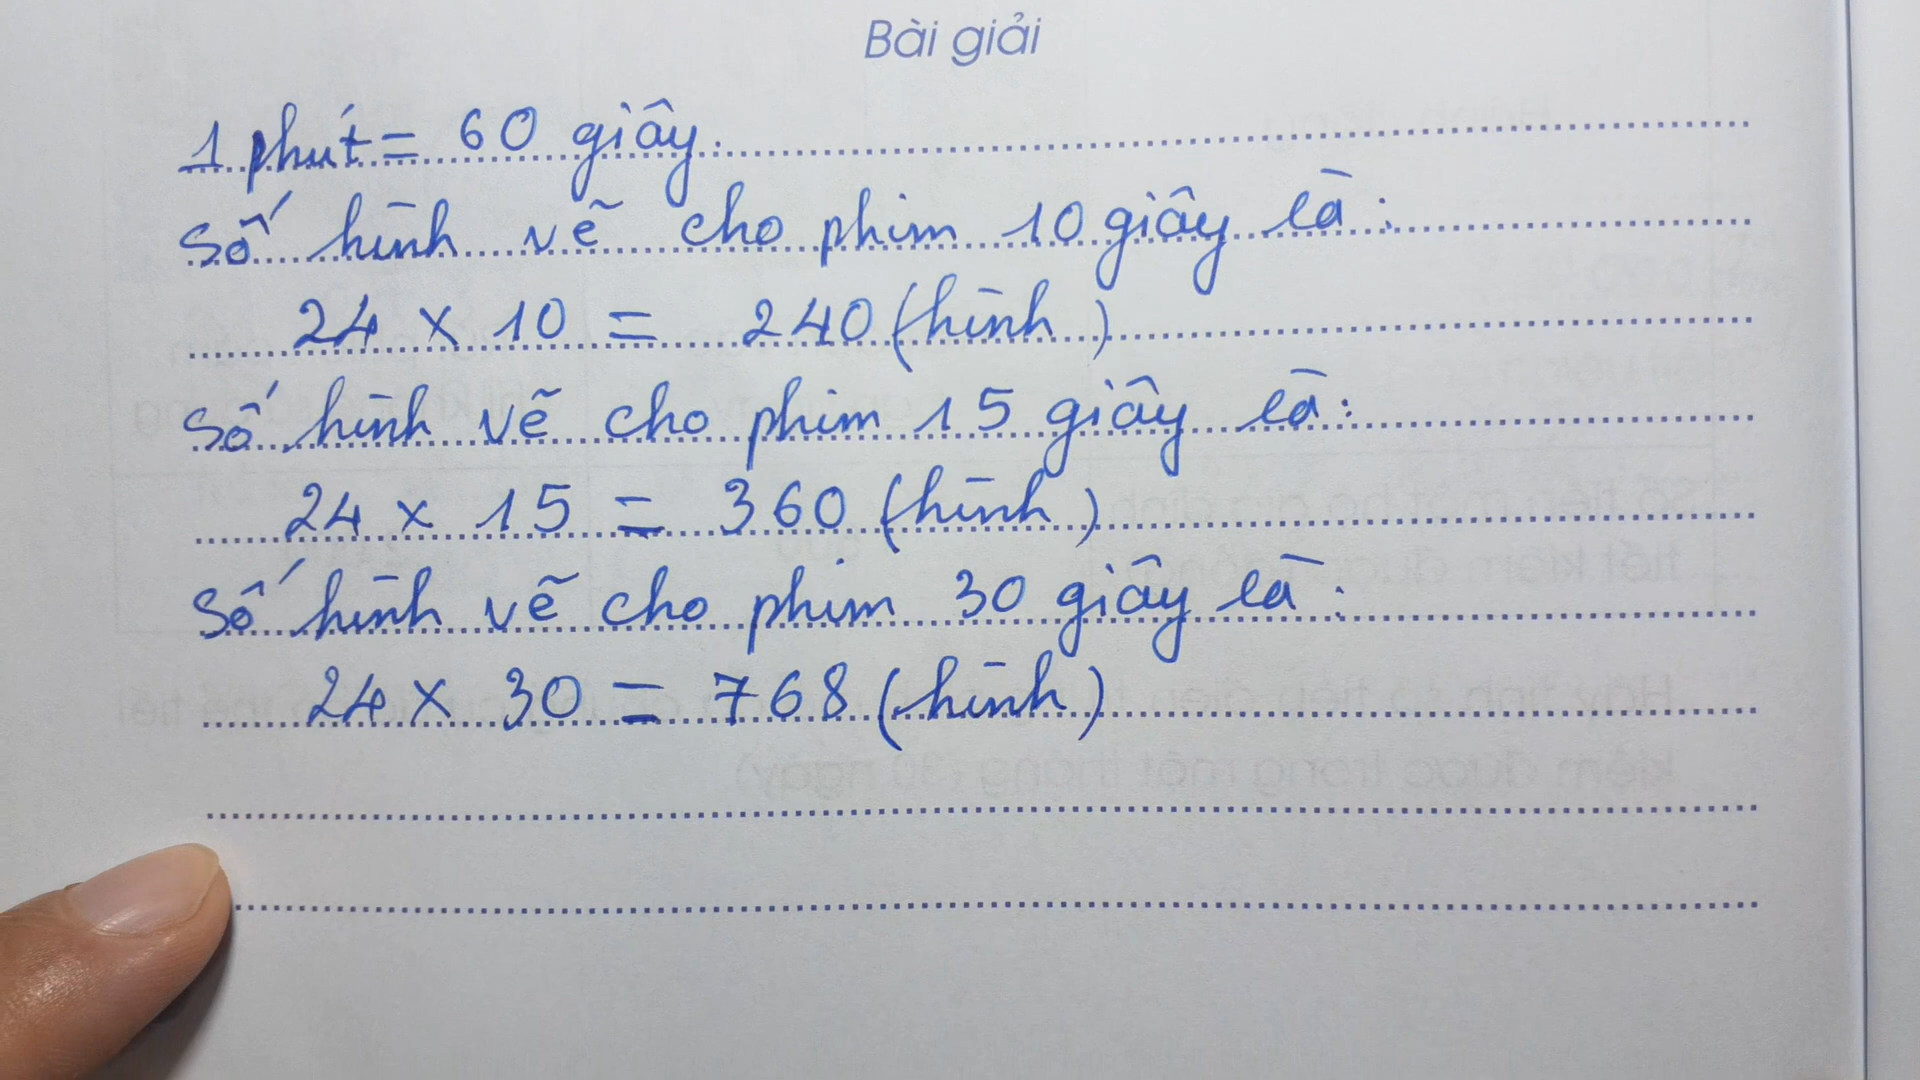 Bài giải
1 phút = 60 giây.
Số hình vẽ cho phim 10 giây là:
24 x 10 = 240 (hình)
Số hình vẽ cho phim 15 giây là:
24 x 15 = 360 (hình)
Số hình vẽ cho phim 30 giây là:
24 x 30 = 768 (hình)